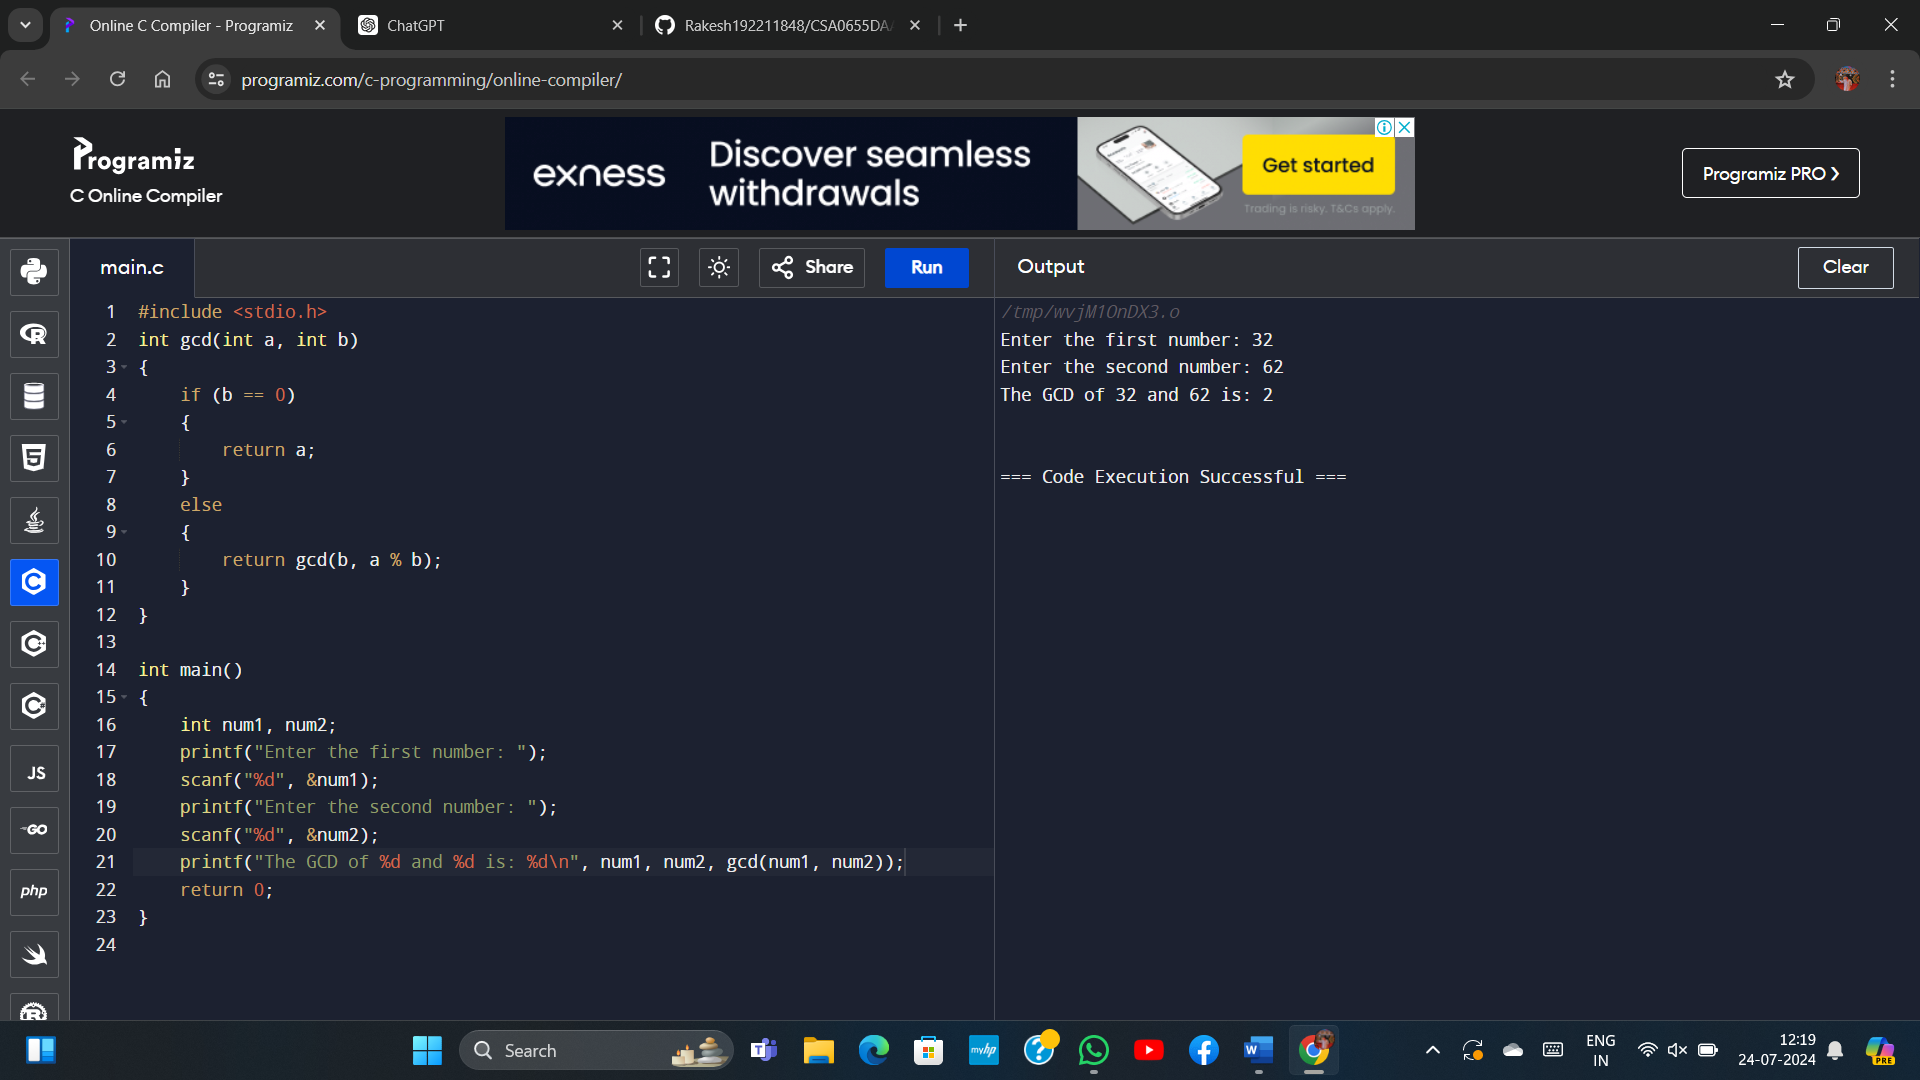 Online C Compiler - Programiz
ChatGPT
Rakesh192211848/CSA0655DA
programiz.com/c-programming/online-compiler/
Programiz
C Online Compiler
exness
Discover seamless
withdrawals
Get started
Trading is risky. T&Cs apply.
Programiz PRO ❯
main.c
Share
Run
Output
Clear
1 #include <stdio.h>
2 int gcd(int a, int b)
3 {
4     if (b == 0)
5     {
6         return a;
7     }
8     else
9     {
10         return gcd(b, a % b);
11     }
12 }
13
14 int main()
15 {
16     int num1, num2;
17     printf("Enter the first number: ");
18     scanf("%d", &num1);
19     printf("Enter the second number: ");
20     scanf("%d", &num2);
21     printf("The GCD of %d and %d is: %d\n", num1, num2, gcd(num1, num2));
22     return 0;
23 }
24
/tmp/wvjM1OnDX3.o
Enter the first number: 32
Enter the second number: 62
The GCD of 32 and 62 is: 2
=== Code Execution Successful ===
JS
GO
php
Search
myhp
ENG
IN
12:19
24-07-2024
PRE